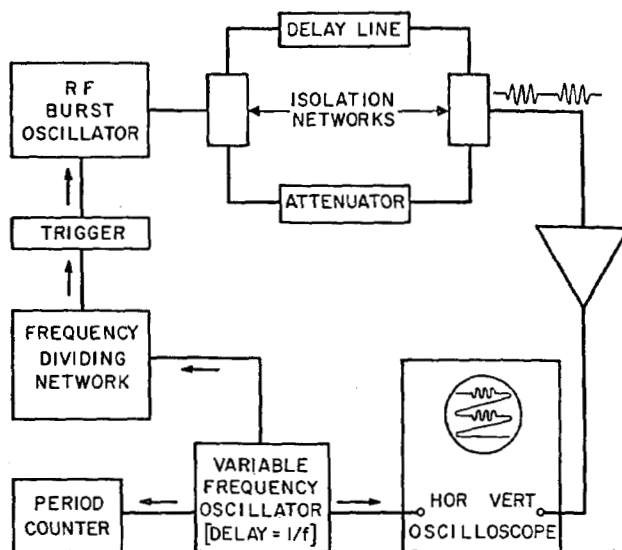 DELAY LINE
RF
BURST
OSCILLATOR
ISOLATION
NETWORKS
ATTENUATOR
TRIGGER
FREQUENCY
DIVIDING
NETWORK
VARIABLE
FREQUENCY
OSCILLATOR
[DELAY = 1/f]
PERIOD
COUNTER
HOR VERT
OSCILLOSCOPE